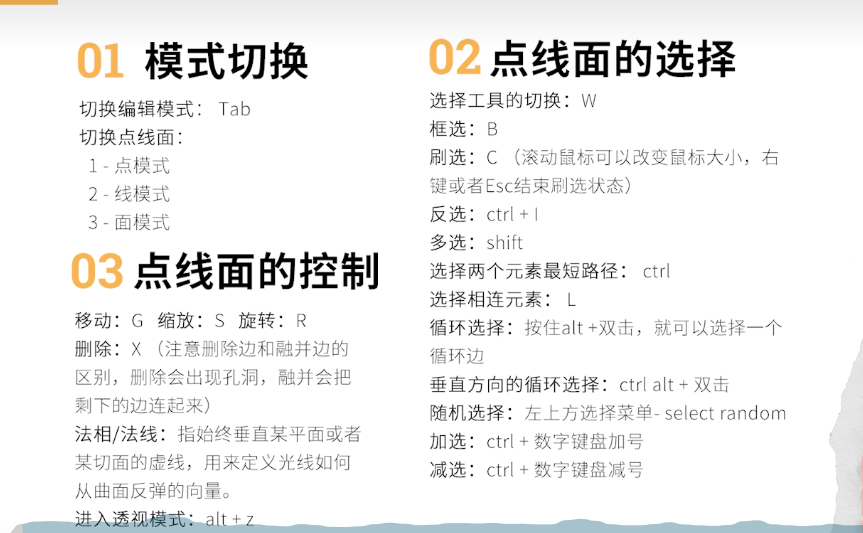 01 模式切换
切换编辑模式: Tab
切换点线面:
1 - 点模式
2 - 线模式
3 - 面模式
02 点线面的选择
选择工具的切换：W
框选：B
刷选：C （滚动鼠标可以改变鼠标大小，右
键或者Esc结束刷选状态）
反选：ctrl + I
多选：shift
选择两个元素最短路径： ctrl
选择相连元素： L
循环选择：按住alt +双击，就可以选择一个
循环边
垂直方向的循环选择：ctrl alt + 双击
随机选择：左上方选择菜单- select random
加选：ctrl + 数字键盘加号
减选：ctrl + 数字键盘减号
03 点线面的控制
移动：G 缩放：S 旋转：R
删除：X （注意删除边和融并边的
区别，删除会出现孔洞，融并会把
剩下的边连起来）
法相/法线：指始终垂直某平面或者
某切面的虚线，用来定义光线如何
从曲面反弹的向量。
进入透视模式：alt + z